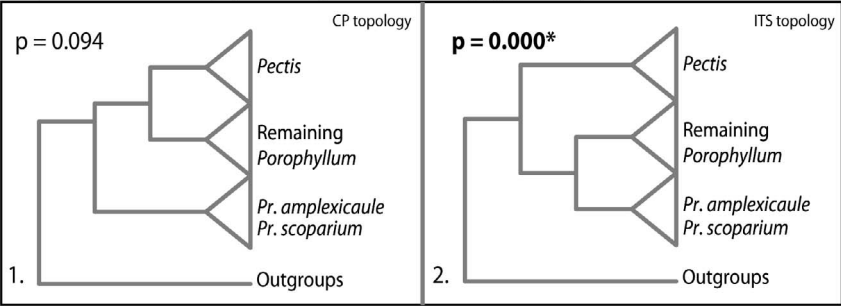 CP topology
p = 0.094
Pectis
Remaining
Porophyllum
Pr. amplexicaule
Pr. scoparium
1.
Outgroups
ITS topology
p = 0.000*
Pectis
Remaining
Porophyllum
Pr. amplexicaule
Pr. scoparium
2.
Outgroups